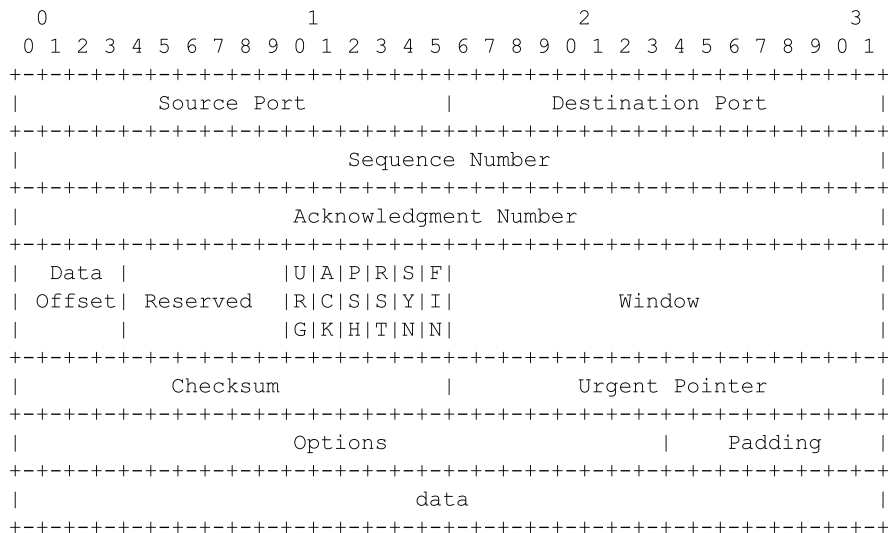 0                   1                   2                   3
    0 1 2 3 4 5 6 7 8 9 0 1 2 3 4 5 6 7 8 9 0 1 2 3 4 5 6 7 8 9 0 1
   +-+-+-+-+-+-+-+-+-+-+-+-+-+-+-+-+-+-+-+-+-+-+-+-+-+-+-+-+-+-+-+-+
   |          Source Port          |       Destination Port        |
   +-+-+-+-+-+-+-+-+-+-+-+-+-+-+-+-+-+-+-+-+-+-+-+-+-+-+-+-+-+-+-+-+
   |                        Sequence Number                        |
   +-+-+-+-+-+-+-+-+-+-+-+-+-+-+-+-+-+-+-+-+-+-+-+-+-+-+-+-+-+-+-+-+
   |                    Acknowledgment Number                      |
   +-+-+-+-+-+-+-+-+-+-+-+-+-+-+-+-+-+-+-+-+-+-+-+-+-+-+-+-+-+-+-+-+
   |  Data |           |U|A|P|R|S|F|                               |
   | Offset| Reserved  |R|C|S|S|Y|I|            Window             |
   |       |           |G|K|H|T|N|N|                               |
   +-+-+-+-+-+-+-+-+-+-+-+-+-+-+-+-+-+-+-+-+-+-+-+-+-+-+-+-+-+-+-+-+
   |           Checksum            |         Urgent Pointer        |
   +-+-+-+-+-+-+-+-+-+-+-+-+-+-+-+-+-+-+-+-+-+-+-+-+-+-+-+-+-+-+-+-+
   |                    Options                    |    Padding    |
   +-+-+-+-+-+-+-+-+-+-+-+-+-+-+-+-+-+-+-+-+-+-+-+-+-+-+-+-+-+-+-+-+
   |                             data                              |
   +-+-+-+-+-+-+-+-+-+-+-+-+-+-+-+-+-+-+-+-+-+-+-+-+-+-+-+-+-+-+-+-+